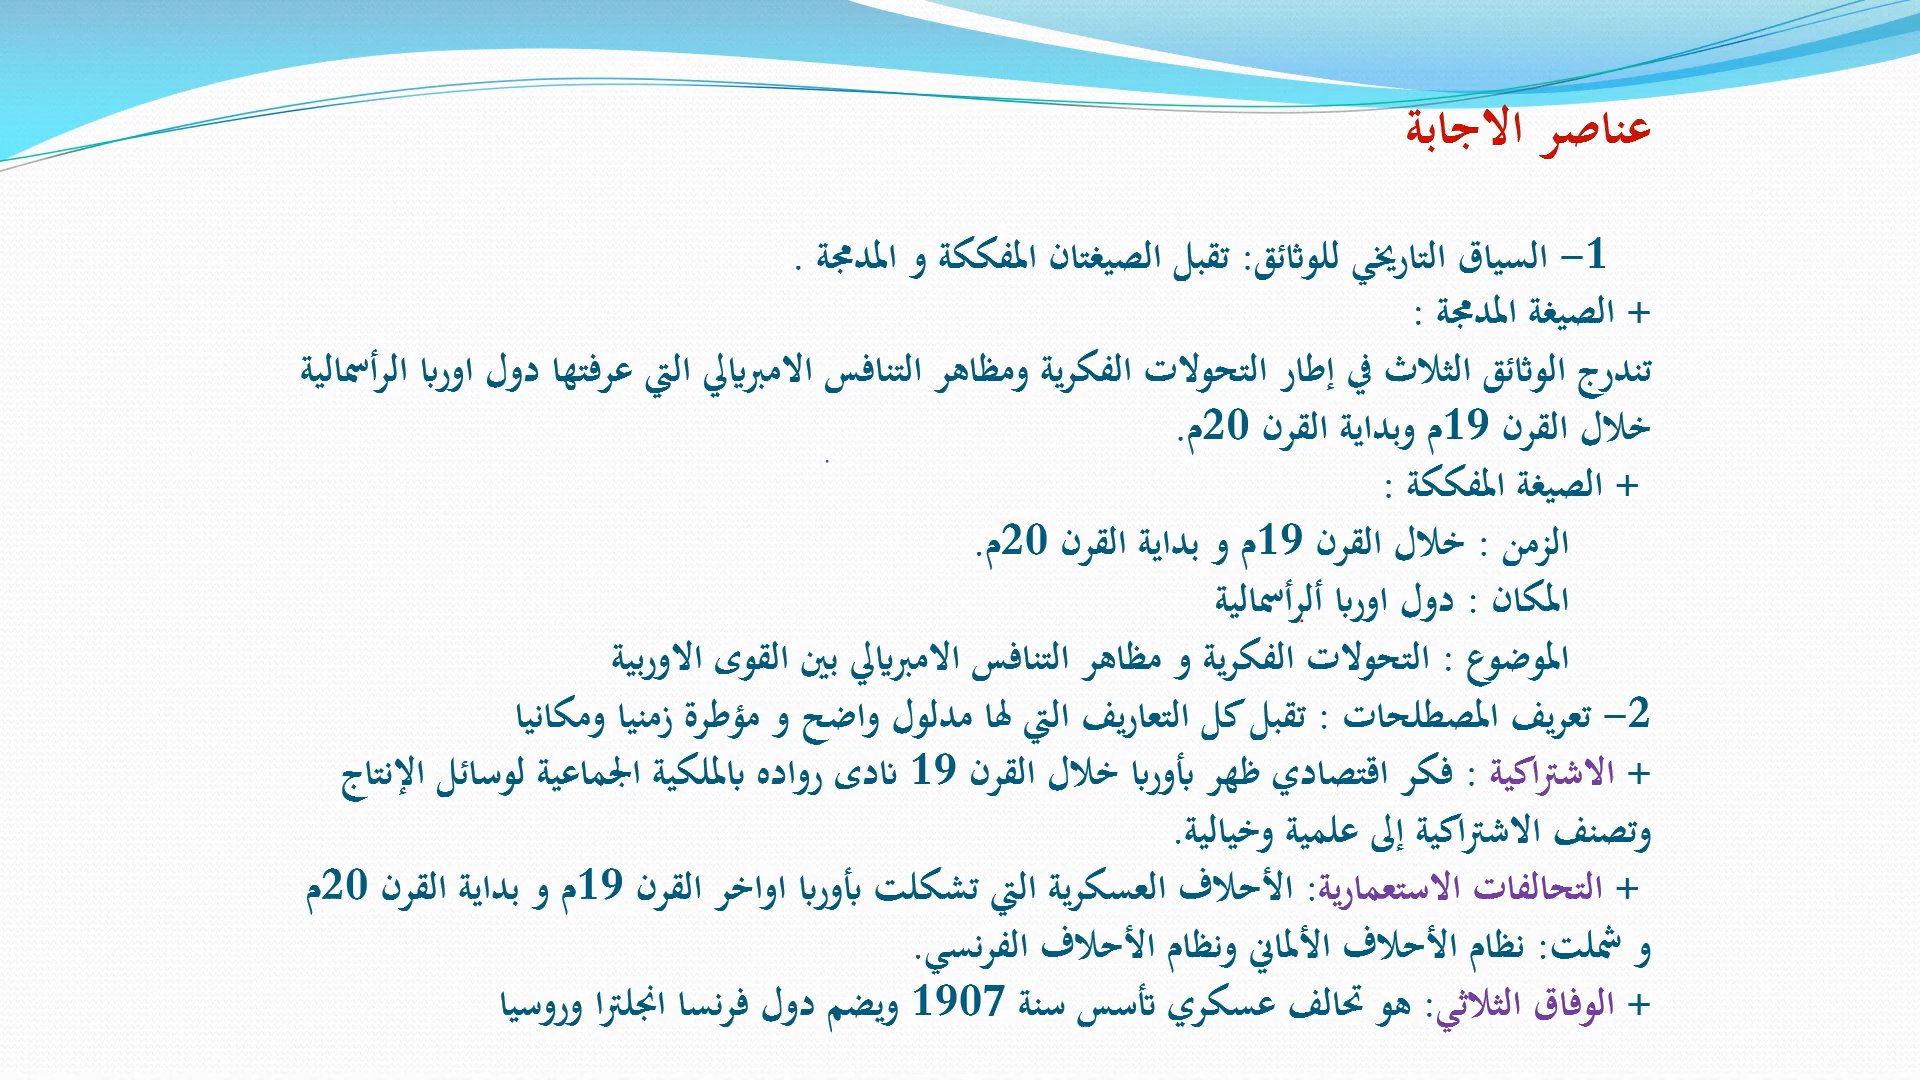 عناصر الاجابة
1- السياق التاريخي للوثائق: تقبل الصيغتان المفككة و المدمجة .
+ الصيغة المدمجة :
تندرج الوثائق الثلاث في إطار التحولات الفكرية ومظاهر التنافس الامبريالي التي عرفتها دول اوربا الرأسمالية
خلال القرن 19م وبداية القرن 20م.
+ الصيغة المفككة :
الزمن : خلال القرن 19م و بداية القرن 20م.
المكان : دول اوربا ألرأسمالية
الموضوع : التحولات الفكرية و مظاهر التنافس الامبريالي بين القوى الاوربية
2- تعريف المصطلحات : تقبل كل التعاريف التي لها مدلول واضح و مؤطرة زمنيا ومكانيا
+ الاشتراكية : فكر اقتصادي ظهر بأوربا خلال القرن 19 نادى رواده بالملكية الجماعية لوسائل الإنتاج
وتصنف الاشتراكية إلى علمية وخيالية.
+ التحالفات الاستعمارية: الأحلاف العسكرية التي تشكلت بأوربا اواخر القرن 19م و بداية القرن 20م
و شملت: نظام الأحلاف الألماني ونظام الأحلاف الفرنسي.
+ الوفاق الثلاثي: هو تحالف عسكري تأسس سنة 1907 ويضم دول فرنسا انجلترا وروسيا